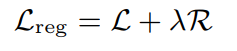 ℒ_reg = ℒ + λℛ